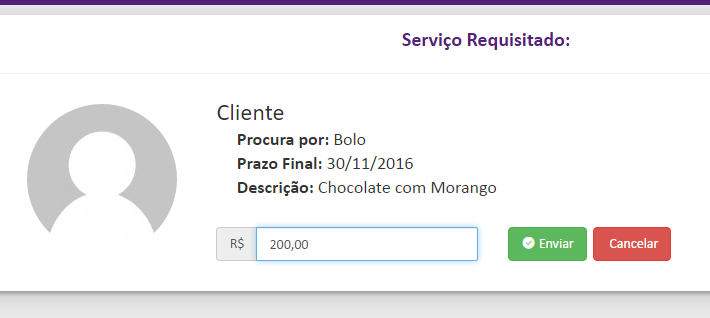 Serviço Requisitado:
Cliente
Procura por: Bolo
Prazo Final: 30/11/2016
Descrição: Chocolate com Morango
R$ 200,00 Enviar Cancelar